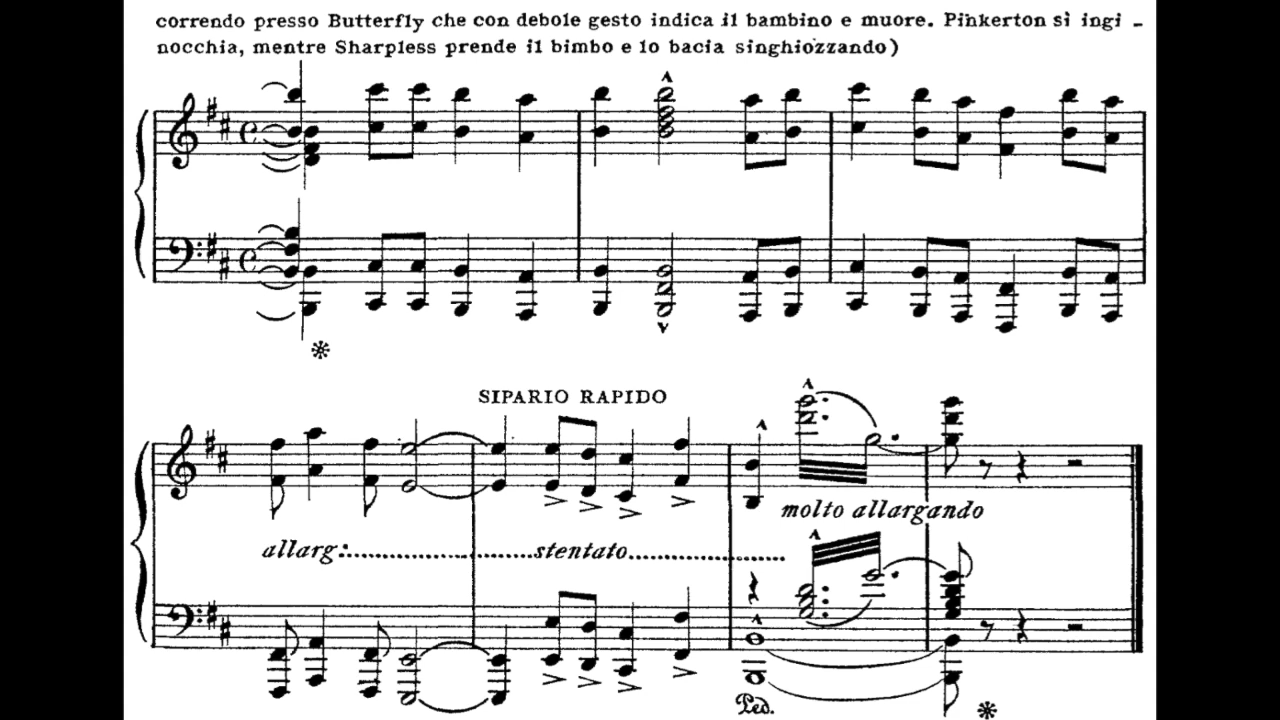 correndo presso Butterfly che con debole gesto indica il bambino e muore. Pinkerton si ingi -
nocchia, mentre Sharpless prende il bimbo e lo bacia singhiozzando)
SIPARIO RAPIDO
molto allargando
allarg:......................stentato....................
Ped.